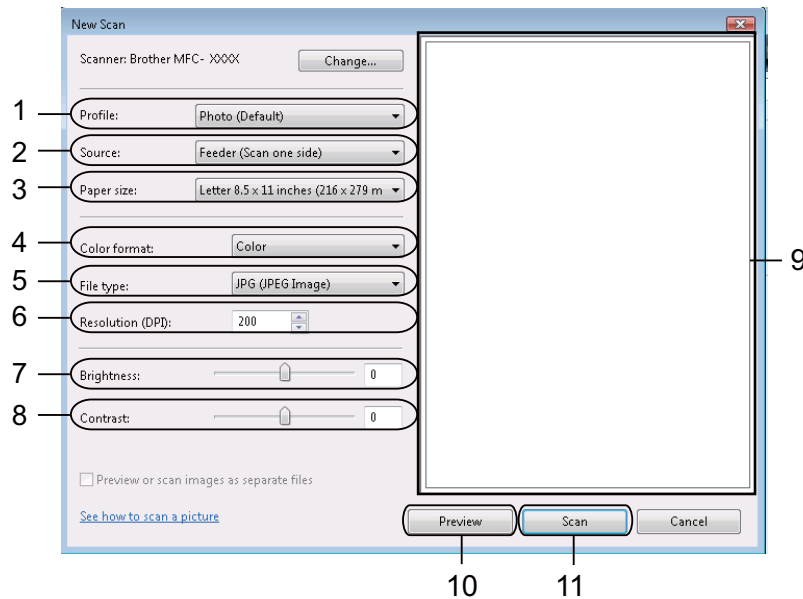 New Scan
Scanner: Brother MFC- XXXX Change...
1 Profile: Photo (Default)
2 Source: Feeder (Scan one side)
3 Paper size: Letter 8.5 x 11 inches (216 x 279 m
4 Color format: Color
5 File type: JPG (JPEG Image)
6 Resolution (DPI): 200
7 Brightness: 0
8 Contrast: 0
9
Preview or scan images as separate files
See how to scan a picture
Preview Scan Cancel
10 11